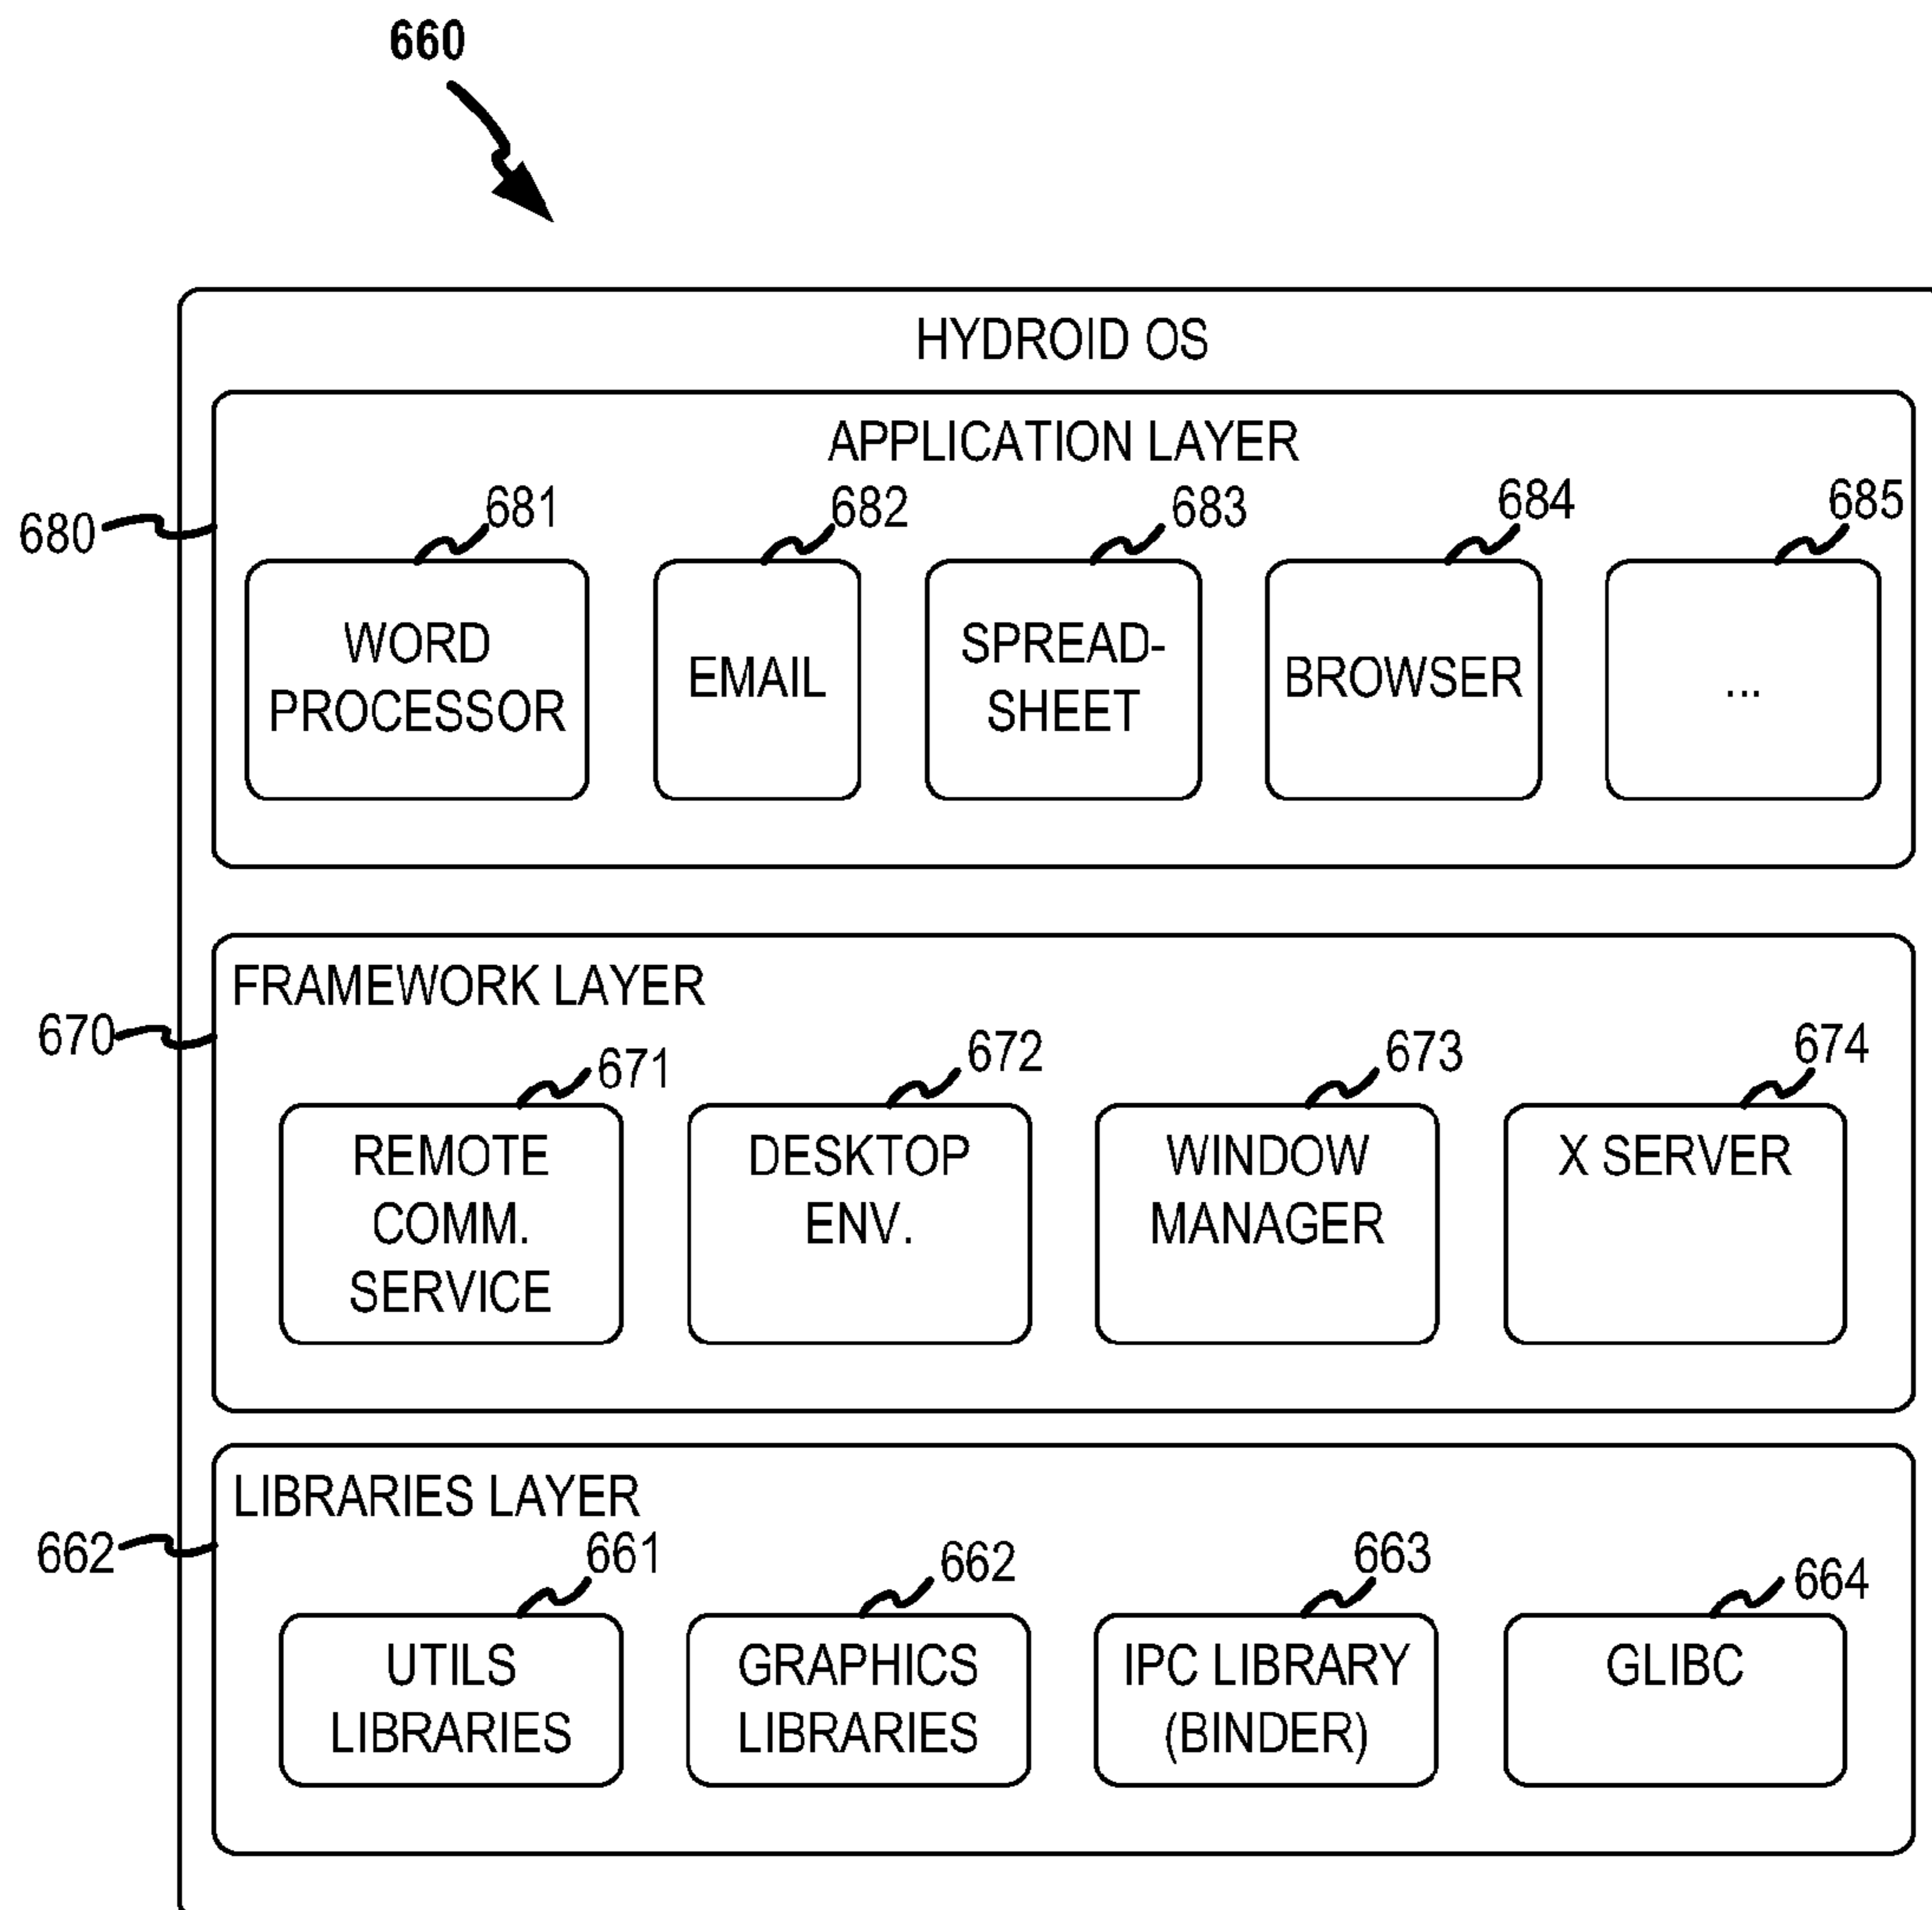 660
HYDROID OS
APPLICATION LAYER
680
681
682
683
684
685
WORD
PROCESSOR
EMAIL
SPREAD-
SHEET
BROWSER
...
FRAMEWORK LAYER
670
671
672
673
674
REMOTE
COMM.
SERVICE
DESKTOP
ENV.
WINDOW
MANAGER
X SERVER
LIBRARIES LAYER
662
661
662
663
664
UTILS
LIBRARIES
GRAPHICS
LIBRARIES
IPC LIBRARY
(BINDER)
GLIBC